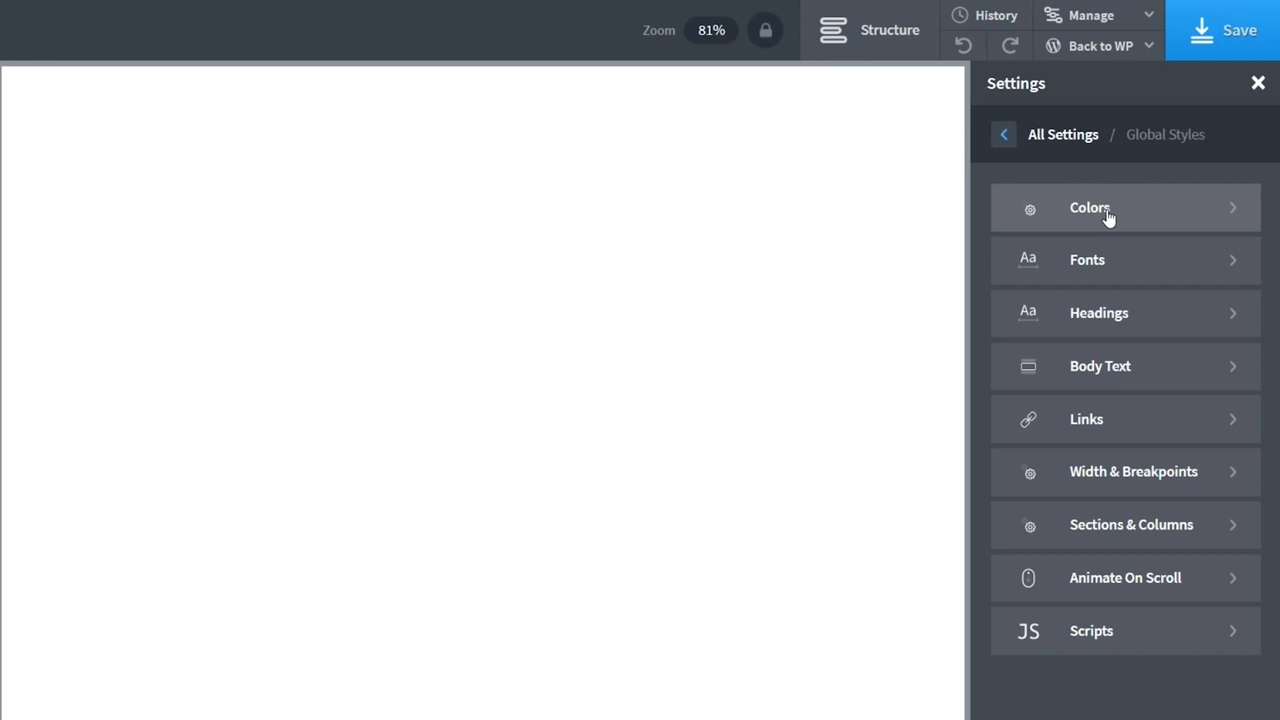 Zoom 81% Structure History Manage Save
Back to WP
Settings
All Settings / Global Styles
Colors
Aa Fonts
Aa Headings
Body Text
Links
Width & Breakpoints
Sections & Columns
Animate On Scroll
JS Scripts